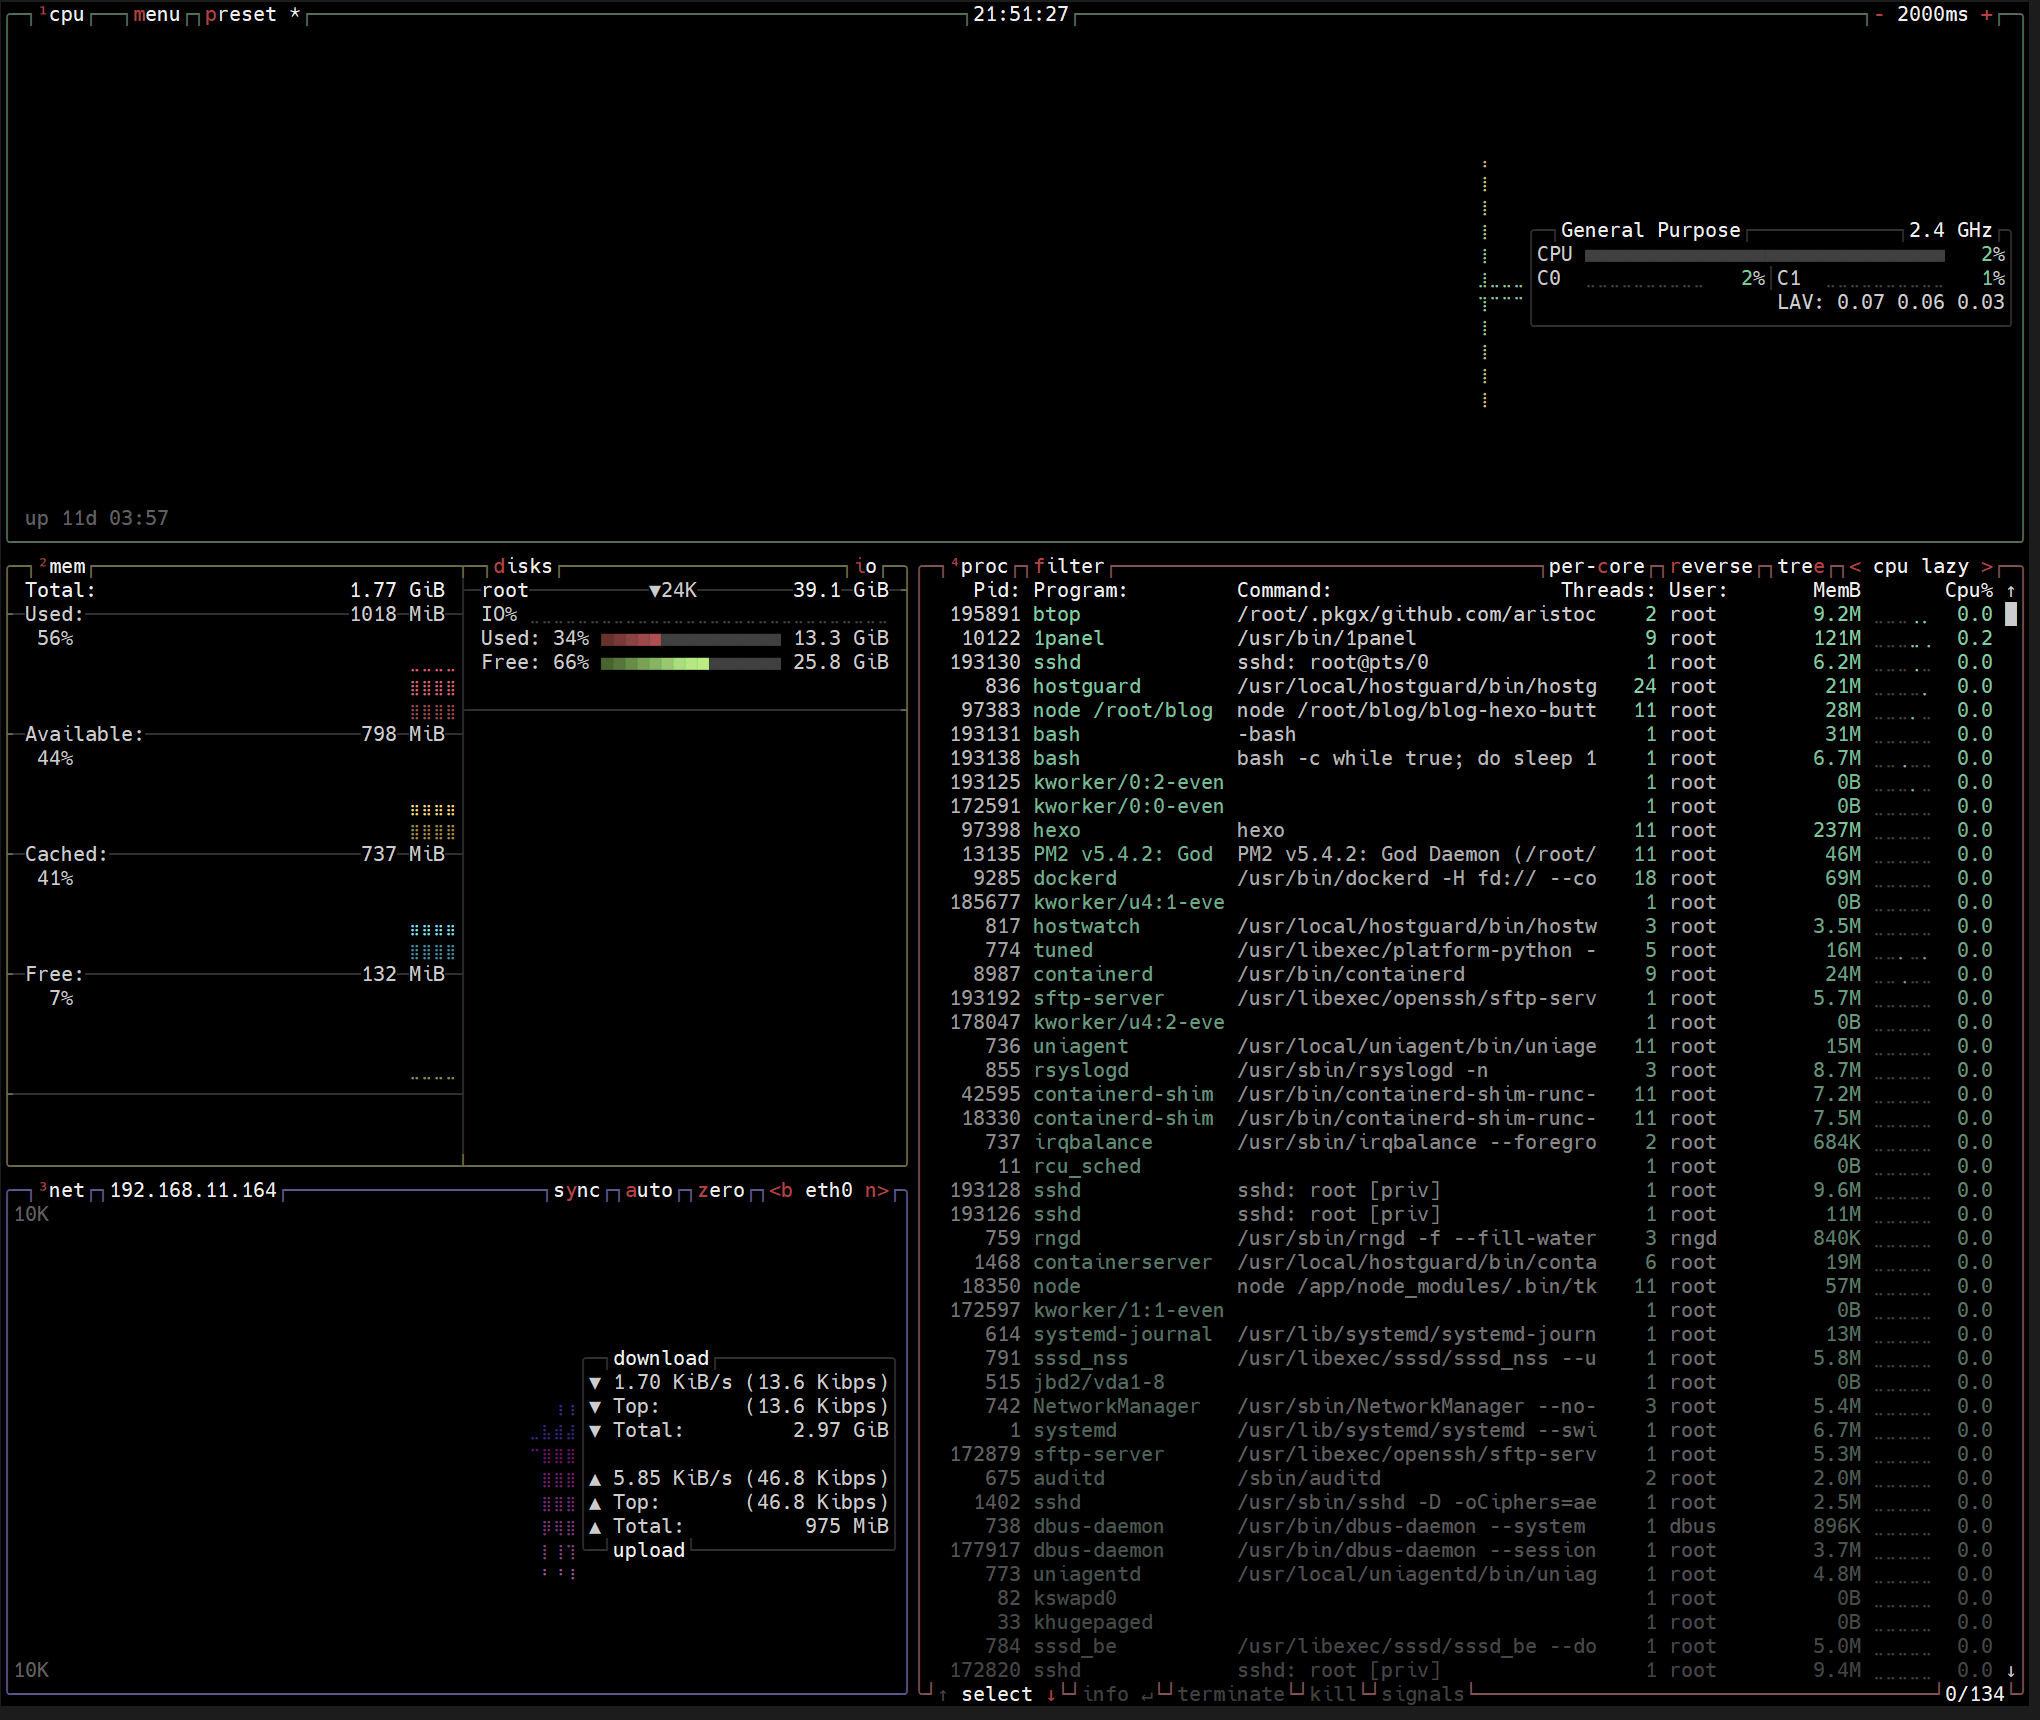 ¹cpu menu preset * 21:51:27 - 2000ms +
General Purpose 2.4 GHz
CPU 2%
C0 2% C1 1%
LAV: 0.07 0.06 0.03
up 11d 03:57
²mem
Total: 1.77 GiB
Used: 1018 MiB
56%
Available: 798 MiB
44%
Cached: 737 MiB
41%
Free: 132 MiB
7%
disks io
root ▼24K 39.1 GiB
IO%
Used: 34% 13.3 GiB
Free: 66% 25.8 GiB
³net 192.168.11.164 sync auto zero <b eth0 n>
10K
download
▼ 1.70 KiB/s (13.6 Kibps)
▼ Top: (13.6 Kibps)
▼ Total: 2.97 GiB
▲ 5.85 KiB/s (46.8 Kibps)
▲ Top: (46.8 Kibps)
▲ Total: 975 MiB
upload
10K
⁴proc filter per-core reverse tree < cpu lazy >
Pid: Program: Command: Threads: User: MemB Cpu% ↑
195891 btop /root/.pkgx/github.com/aristoc 2 root 9.2M 0.0
10122 1panel /usr/bin/1panel 9 root 121M 0.2
193130 sshd sshd: root@pts/0 1 root 6.2M 0.0
836 hostguard /usr/local/hostguard/bin/hostg 24 root 21M 0.0
97383 node /root/blog node /root/blog/blog-hexo-butt 11 root 28M 0.0
193131 bash -bash 1 root 31M 0.0
193138 bash bash -c while true; do sleep 1 1 root 6.7M 0.0
193125 kworker/0:2-even 1 root 0B 0.0
172591 kworker/0:0-even 1 root 0B 0.0
97398 hexo hexo 11 root 237M 0.0
13135 PM2 v5.4.2: God PM2 v5.4.2: God Daemon (/root/ 11 root 46M 0.0
9285 dockerd /usr/bin/dockerd -H fd:// --co 18 root 69M 0.0
185677 kworker/u4:1-eve 1 root 0B 0.0
817 hostwatch /usr/local/hostguard/bin/hostw 3 root 3.5M 0.0
774 tuned /usr/libexec/platform-python - 5 root 16M 0.0
8987 containerd /usr/bin/containerd 9 root 24M 0.0
193192 sftp-server /usr/libexec/openssh/sftp-serv 1 root 5.7M 0.0
178047 kworker/u4:2-eve 1 root 0B 0.0
736 uniagent /usr/local/uniagent/bin/uniage 11 root 15M 0.0
855 rsyslogd /usr/sbin/rsyslogd -n 3 root 8.7M 0.0
42595 containerd-shim /usr/bin/containerd-shim-runc- 11 root 7.2M 0.0
18330 containerd-shim /usr/bin/containerd-shim-runc- 11 root 7.5M 0.0
737 irqbalance /usr/sbin/irqbalance --foregro 2 root 684K 0.0
11 rcu_sched 1 root 0B 0.0
193128 sshd sshd: root [priv] 1 root 9.6M 0.0
193126 sshd sshd: root [priv] 1 root 11M 0.0
759 rngd /usr/sbin/rngd -f --fill-water 3 rngd 840K 0.0
1468 containerserver /usr/local/hostguard/bin/conta 6 root 19M 0.0
18350 node node /app/node_modules/.bin/tk 11 root 57M 0.0
172597 kworker/1:1-even 1 root 0B 0.0
614 systemd-journal /usr/lib/systemd/systemd-journ 1 root 13M 0.0
791 sssd_nss /usr/libexec/sssd/sssd_nss --u 1 root 5.8M 0.0
515 jbd2/vda1-8 1 root 0B 0.0
742 NetworkManager /usr/sbin/NetworkManager --no- 3 root 5.4M 0.0
1 systemd /usr/lib/systemd/systemd --swi 1 root 6.7M 0.0
172879 sftp-server /usr/libexec/openssh/sftp-serv 1 root 5.3M 0.0
675 auditd /sbin/auditd 2 root 2.0M 0.0
1402 sshd /usr/sbin/sshd -D -oCiphers=ae 1 root 2.5M 0.0
738 dbus-daemon /usr/bin/dbus-daemon --system 1 dbus 896K 0.0
177917 dbus-daemon /usr/bin/dbus-daemon --session 1 root 3.7M 0.0
773 uniagentd /usr/local/uniagentd/bin/uniag 1 root 4.8M 0.0
82 kswapd0 1 root 0B 0.0
33 khugepaged 1 root 0B 0.0
784 sssd_be /usr/libexec/sssd/sssd_be --do 1 root 5.0M 0.0
172820 sshd sshd: root [priv] 1 root 9.4M 0.0 ↓
↑ select ↓ info ↵ terminate kill signals 0/134